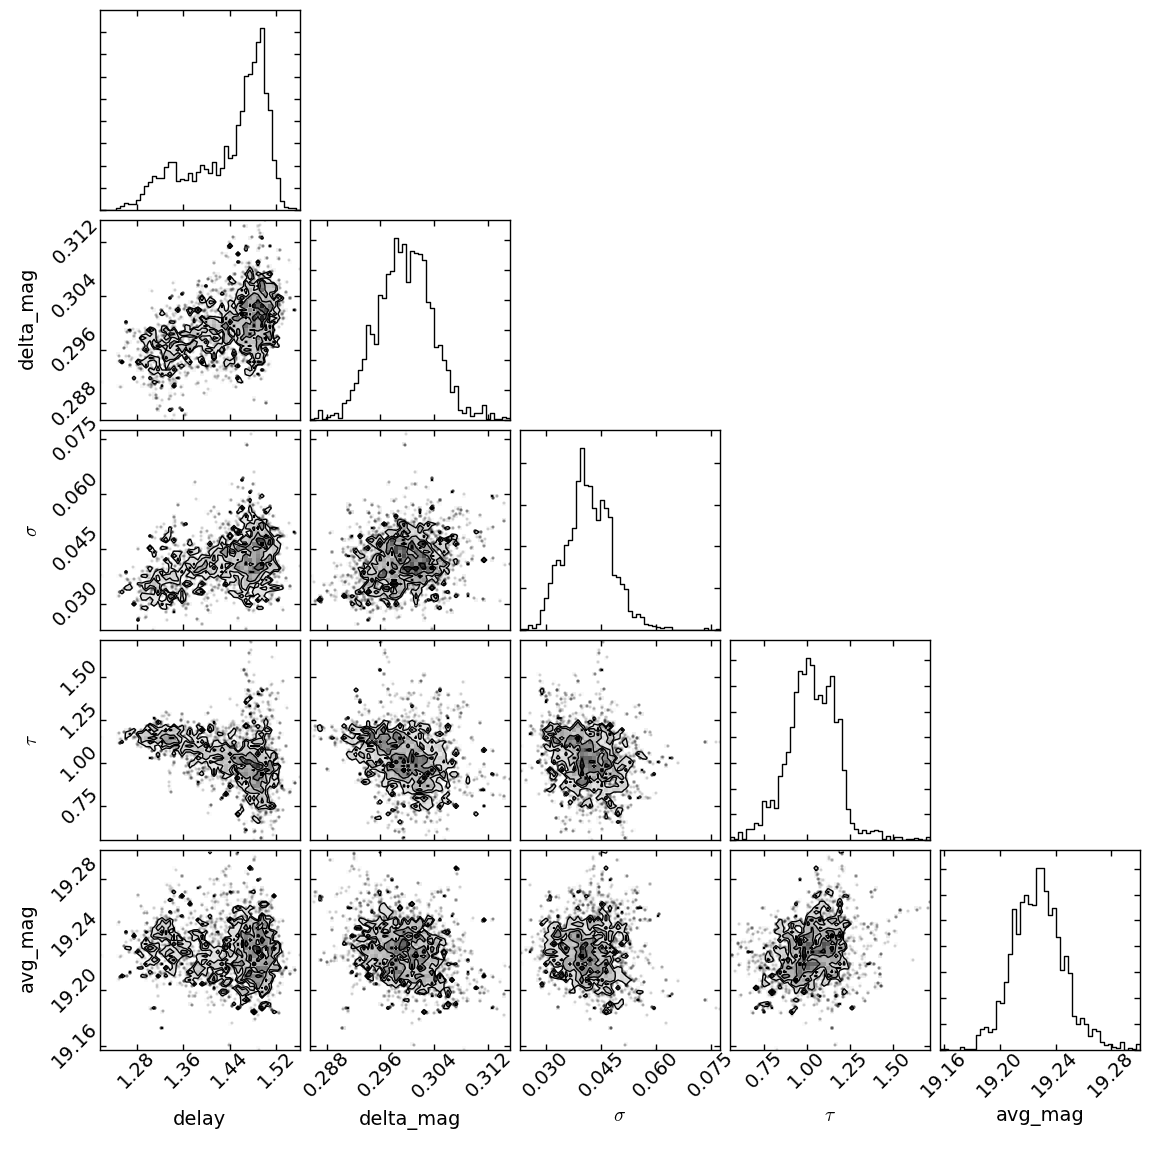 0.312
0.304
0.296
0.288
delta_mag
0.075
0.060
0.045
0.030
σ
1.50
1.25
1.00
0.75
τ
19.28
19.24
19.20
19.16
avg_mag
1.28 1.36 1.44 1.52
0.288 0.296 0.304 0.312
0.030 0.045 0.060 0.075
0.75 1.00 1.25 1.50
19.16 19.20 19.24 19.28
delay delta_mag σ τ avg_mag